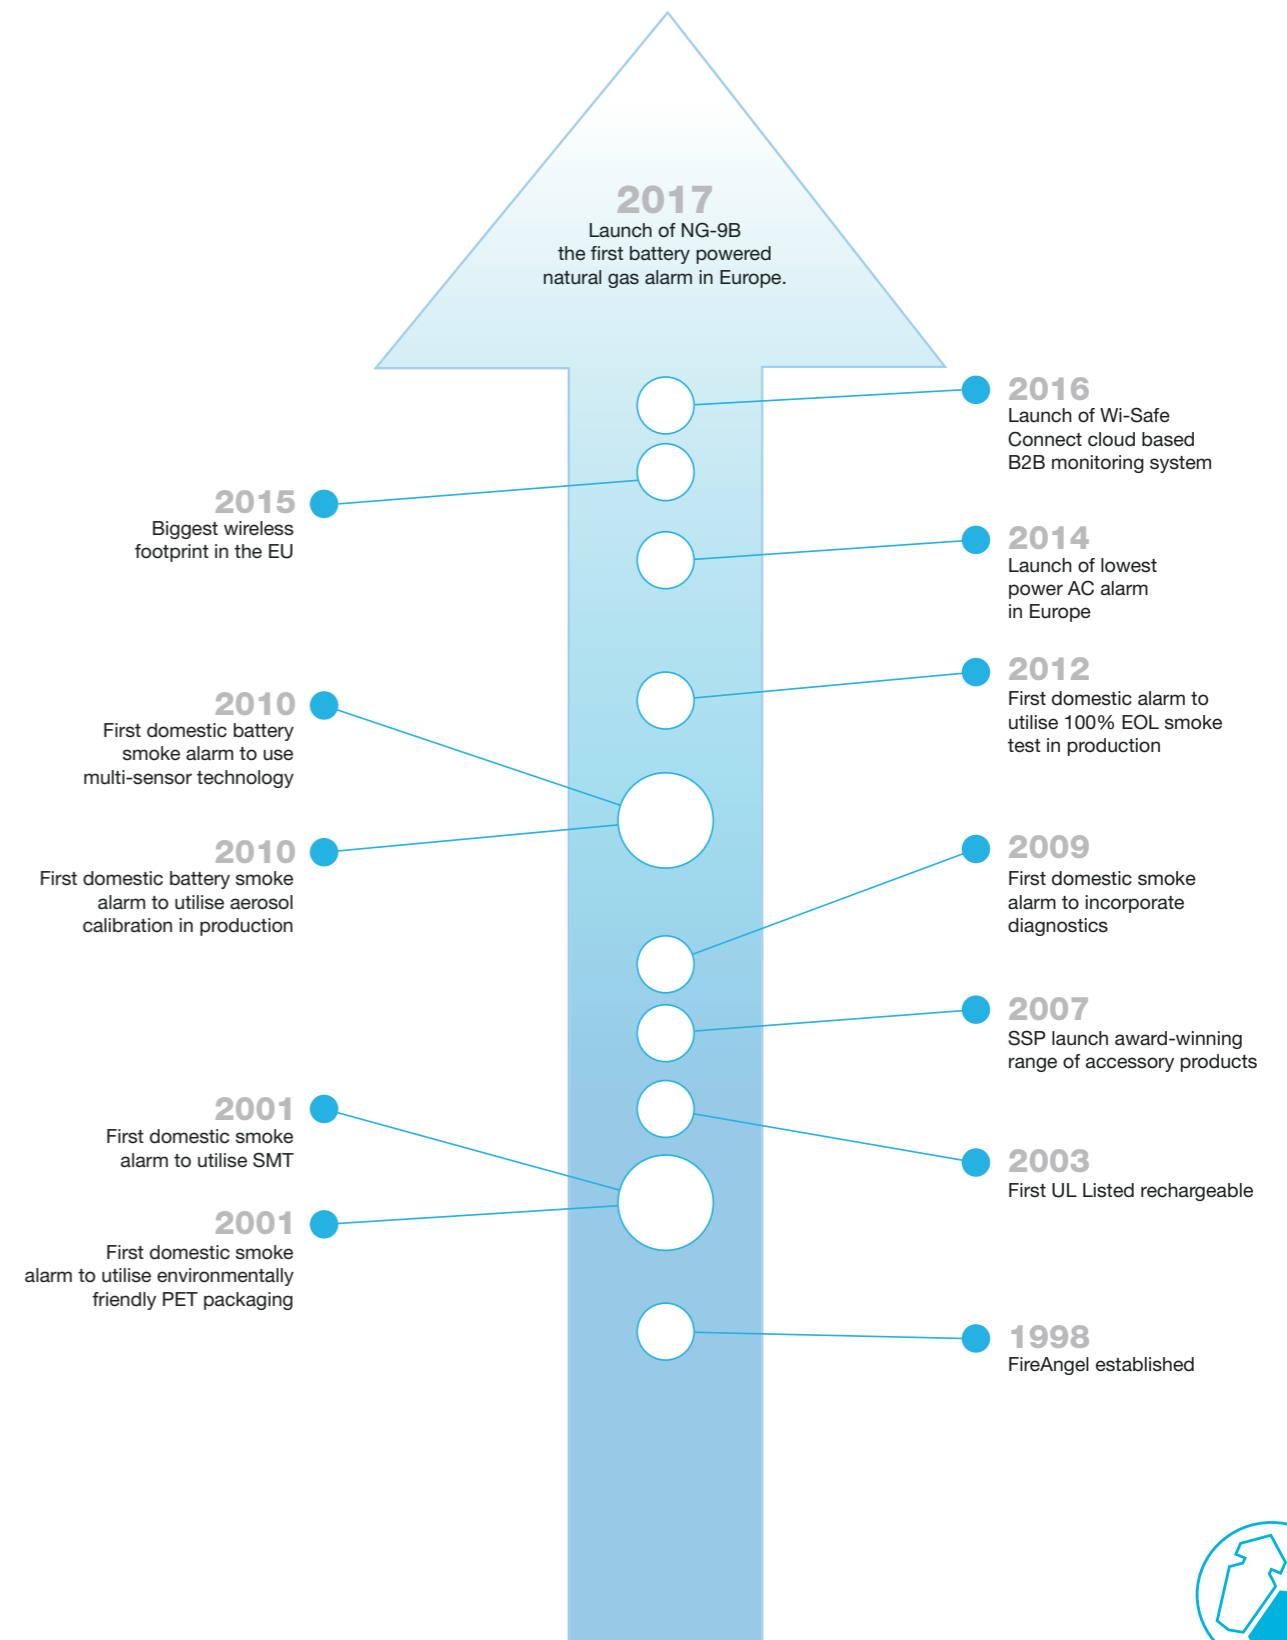 2017
Launch of NG-9B
the first battery powered
natural gas alarm in Europe.
2016
Launch of Wi-Safe
Connect cloud based
B2B monitoring system
2015
Biggest wireless
footprint in the EU
2014
Launch of lowest
power AC alarm
in Europe
2012
First domestic alarm to
utilise 100% EOL smoke
test in production
2010
First domestic battery
smoke alarm to use
multi-sensor technology
2010
First domestic battery smoke
alarm to utilise aerosol
calibration in production
2009
First domestic smoke
alarm to incorporate
diagnostics
2007
SSP launch award-winning
range of accessory products
2001
First domestic smoke
alarm to utilise SMT
2003
First UL Listed rechargeable
2001
First domestic smoke
alarm to utilise environmentally
friendly PET packaging
1998
FireAngel established